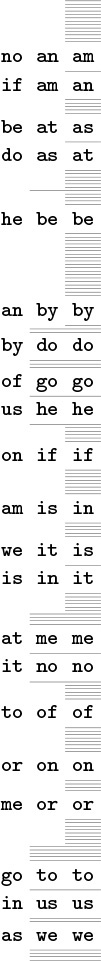 no an am
if am an
be at as
do as at
he be be
an by by
by do do
of go go
us he he
on if if
am is in
we it is
is in it
at me me
it no no
to of of
or on on
me or or
go to to
in us us
as we we